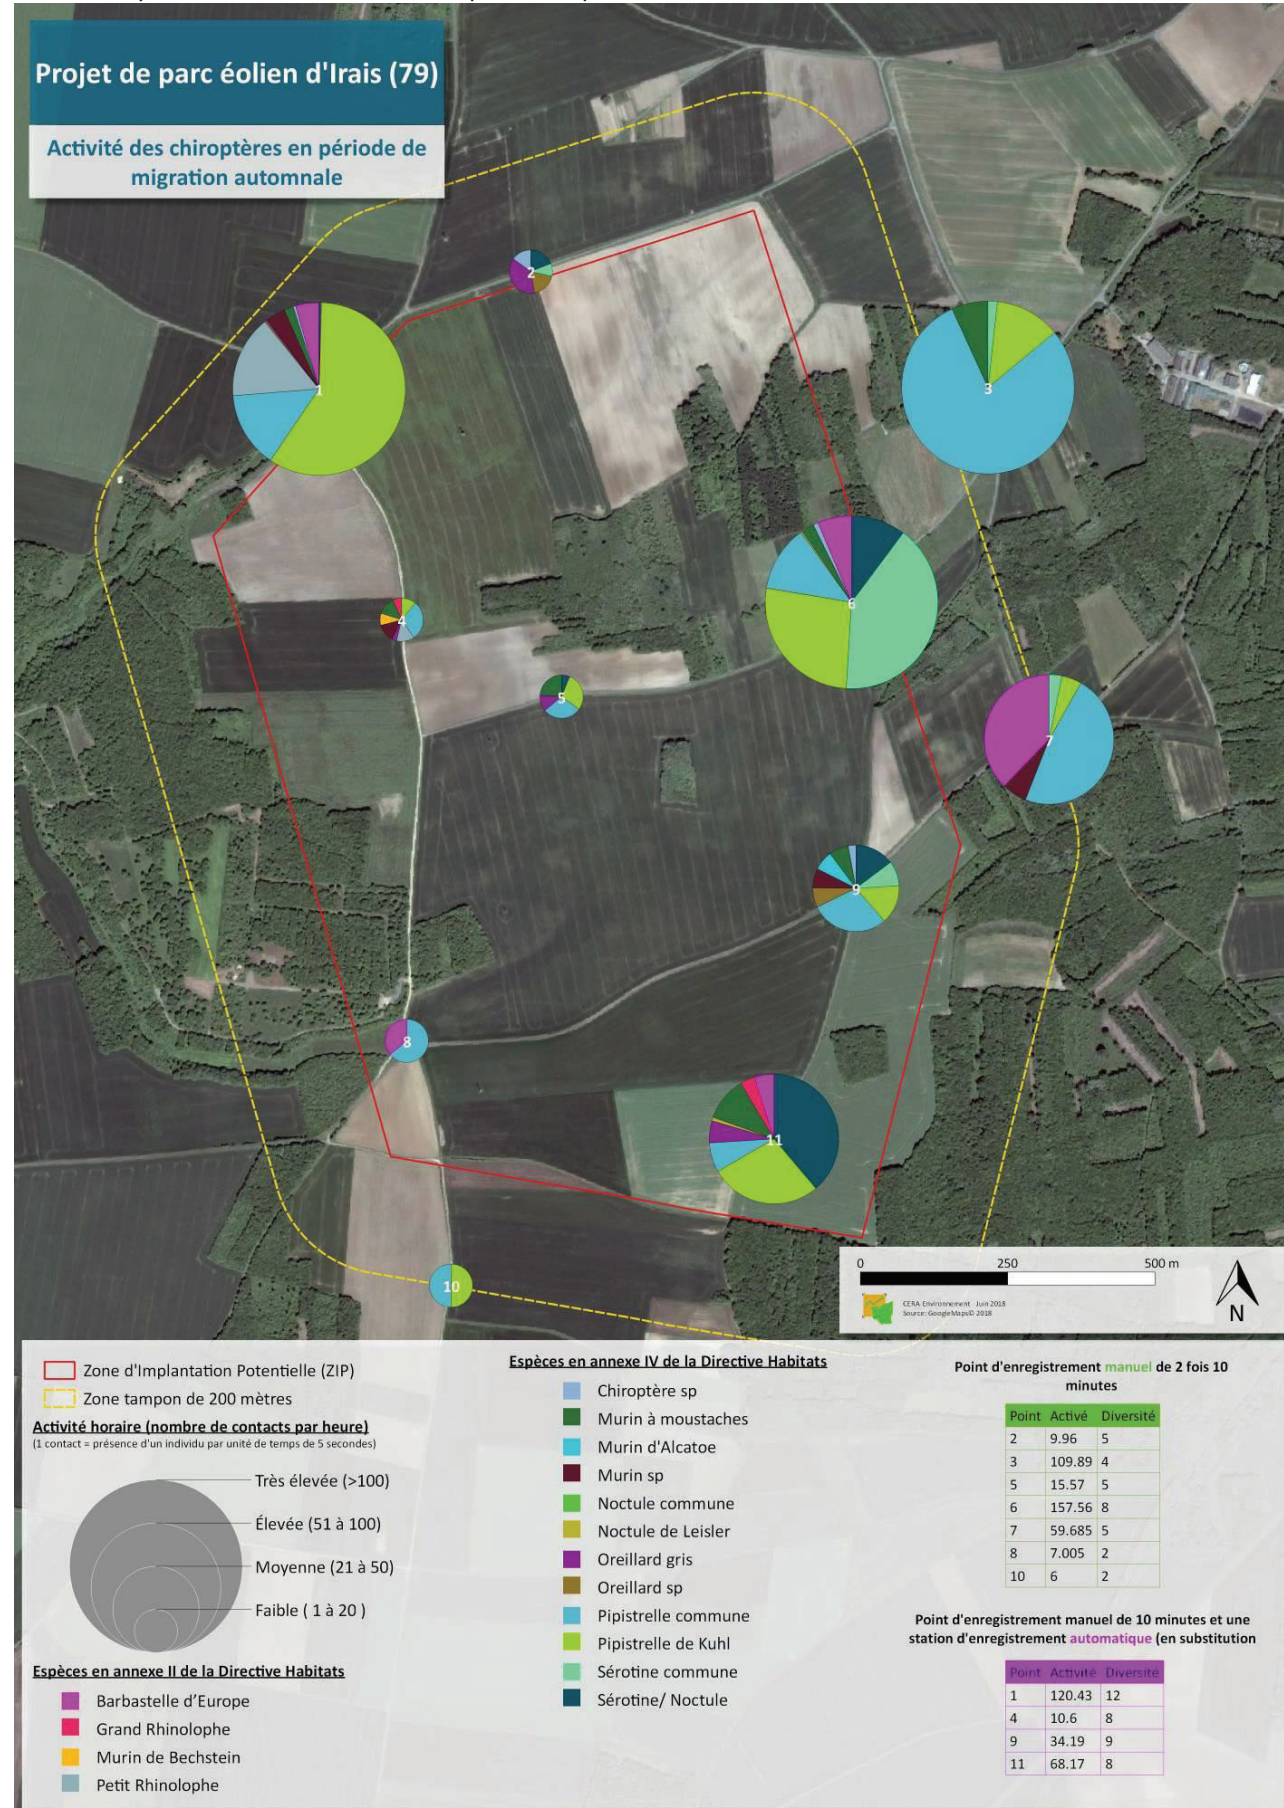 Projet de parc éolien d'Irais (79)
Activité des chiroptères en période de
migration automnale
2
1
3
6
4
5
7
9
8
11
10
0 250 500 m
CERA-Environnement - Juin 2018
Source: GoogleMaps© 2018
N
Zone d'Implantation Potentielle (ZIP)
Zone tampon de 200 mètres
Activité horaire (nombre de contacts par heure)
(1 contact = présence d'un individu par unité de temps de 5 secondes)
Très élevée (>100)
Élevée (51 à 100)
Moyenne (21 à 50)
Faible ( 1 à 20 )
Espèces en annexe II de la Directive Habitats
Barbastelle d'Europe
Grand Rhinolophe
Murin de Bechstein
Petit Rhinolophe
Espèces en annexe IV de la Directive Habitats
Chiroptère sp
Murin à moustaches
Murin d'Alcatoe
Murin sp
Noctule commune
Noctule de Leisler
Oreillard gris
Oreillard sp
Pipistrelle commune
Pipistrelle de Kuhl
Sérotine commune
Sérotine/ Noctule
Point d'enregistrement manuel de 2 fois 10
minutes
Point Activé Diversité
2 9.96 5
3 109.89 4
5 15.57 5
6 157.56 8
7 59.685 5
8 7.005 2
10 6 2
Point d'enregistrement manuel de 10 minutes et une
station d'enregistrement automatique (en substitution
Point Activité Diversité
1 120.43 12
4 10.6 8
9 34.19 9
11 68.17 8